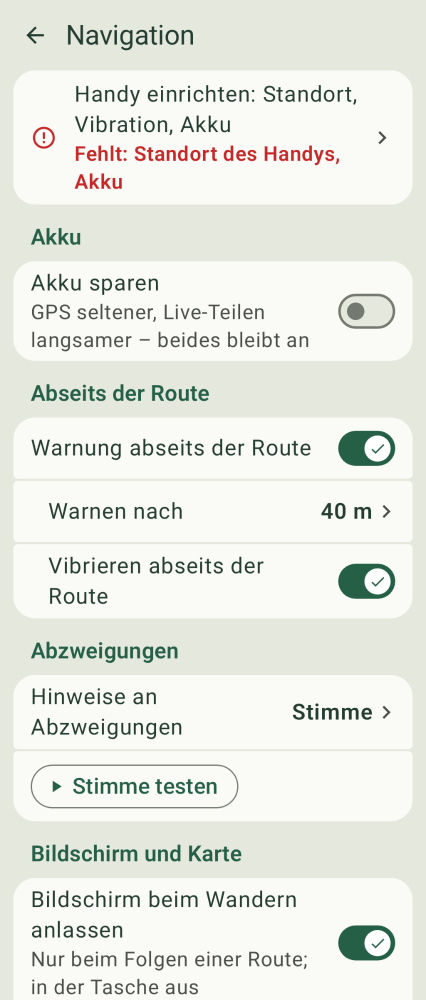 Navigation
Handy einrichten: Standort,
Vibration, Akku
Fehlt: Standort des Handys,
Akku
Akku
Akku sparen
GPS seltener, Live-Teilen
langsamer – beides bleibt an
Abseits der Route
Warnung abseits der Route
Warnen nach
40 m
Vibrieren abseits der
Route
Abzweigungen
Hinweise an
Abzweigungen
Stimme
Stimme testen
Bildschirm und Karte
Bildschirm beim Wandern
anlassen
Nur beim Folgen einer Route;
in der Tasche aus